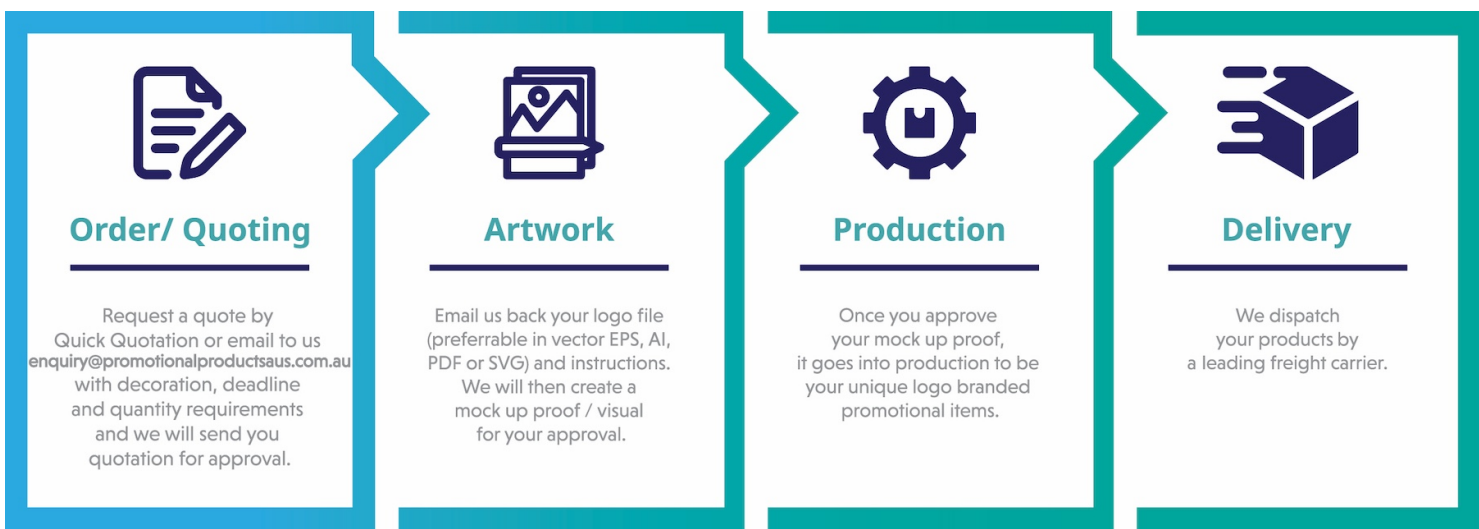 Order/ Quoting
Request a quote by
Quick Quotation or email to us
enquiry@promotionalproductsaus.com.au
with decoration, deadline
and quantity requirements
and we will send you
quotation for approval.
Artwork
Email us back your logo file
(preferrable in vector EPS, AI,
PDF or SVG) and instructions.
We will then create a
mock up proof / visual
for your approval.
Production
Once you approve
your mock up proof,
it goes into production to be
your unique logo branded
promotional items.
Delivery
We dispatch
your products by
a leading freight carrier.